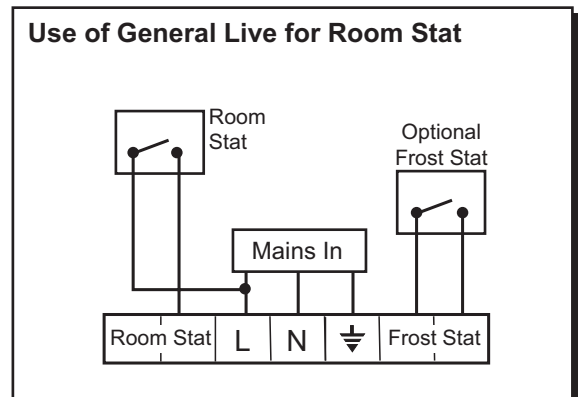 Use of General Live for Room Stat
Room
Stat
Optional
Frost Stat
Mains In
Room Stat L N Frost Stat